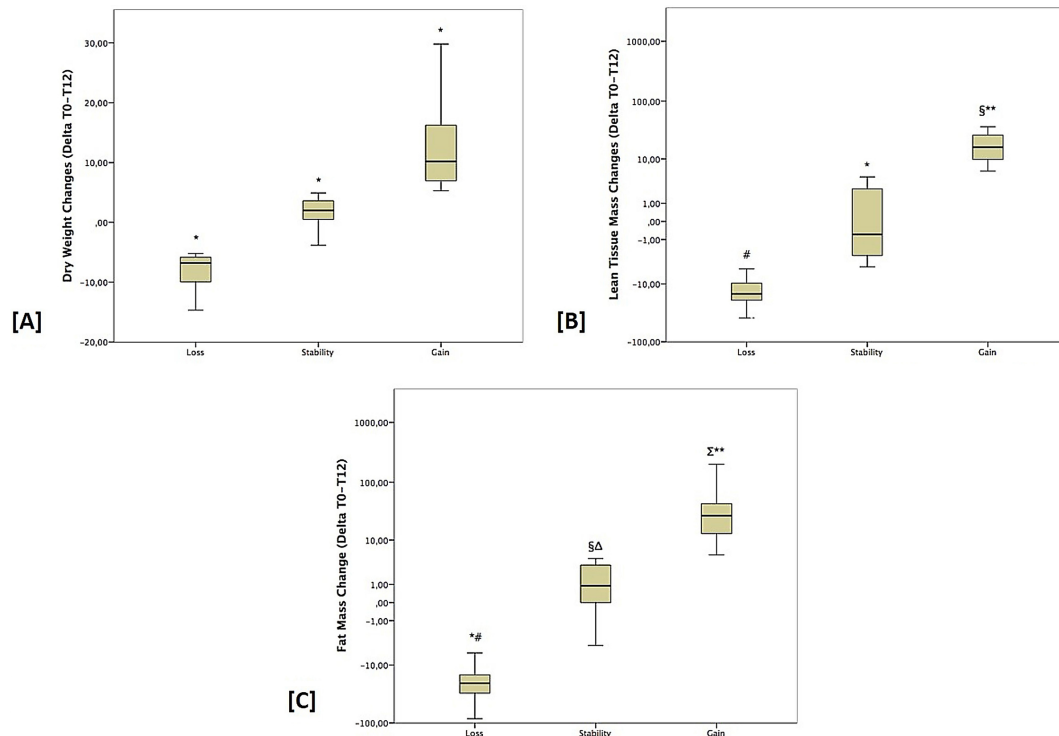 [A]
Dry Weight Changes (Delta T0-T12)
30,00
20,00
10,00
,00
-10,00
-20,00
*
*
*
Loss
Stability
Gain
[B]
Lean Tissue Mass Changes (Delta T0-T12)
1000,00
100,00
10,00
1,00
,00
-1,00
-10,00
-100,00
#
*
§**
Loss
Stability
Gain
[C]
Fat Mass Change (Delta T0-T12)
1000,00
100,00
10,00
1,00
,00
-1,00
-10,00
-100,00
*#
§Δ
Σ**
Loss
Stability
Gain